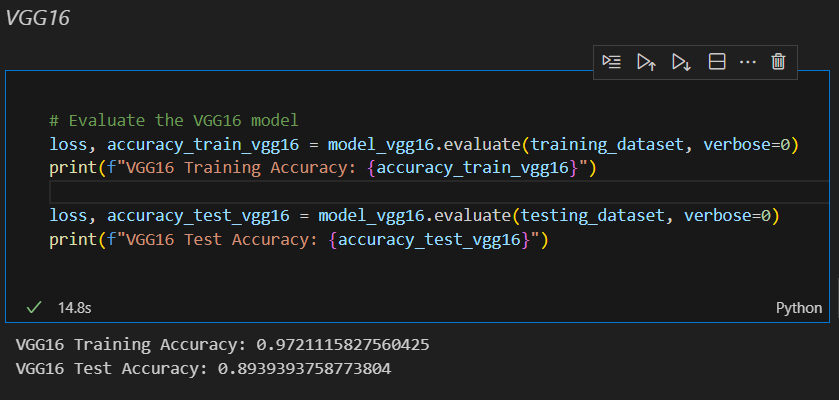 VGG16
# Evaluate the VGG16 model
loss, accuracy_train_vgg16 = model_vgg16.evaluate(training_dataset, verbose=0)
print(f"VGG16 Training Accuracy: {accuracy_train_vgg16}")
loss, accuracy_test_vgg16 = model_vgg16.evaluate(testing_dataset, verbose=0)
print(f"VGG16 Test Accuracy: {accuracy_test_vgg16}")
14.8s
Python
VGG16 Training Accuracy: 0.9721115827560425
VGG16 Test Accuracy: 0.8939393758773804